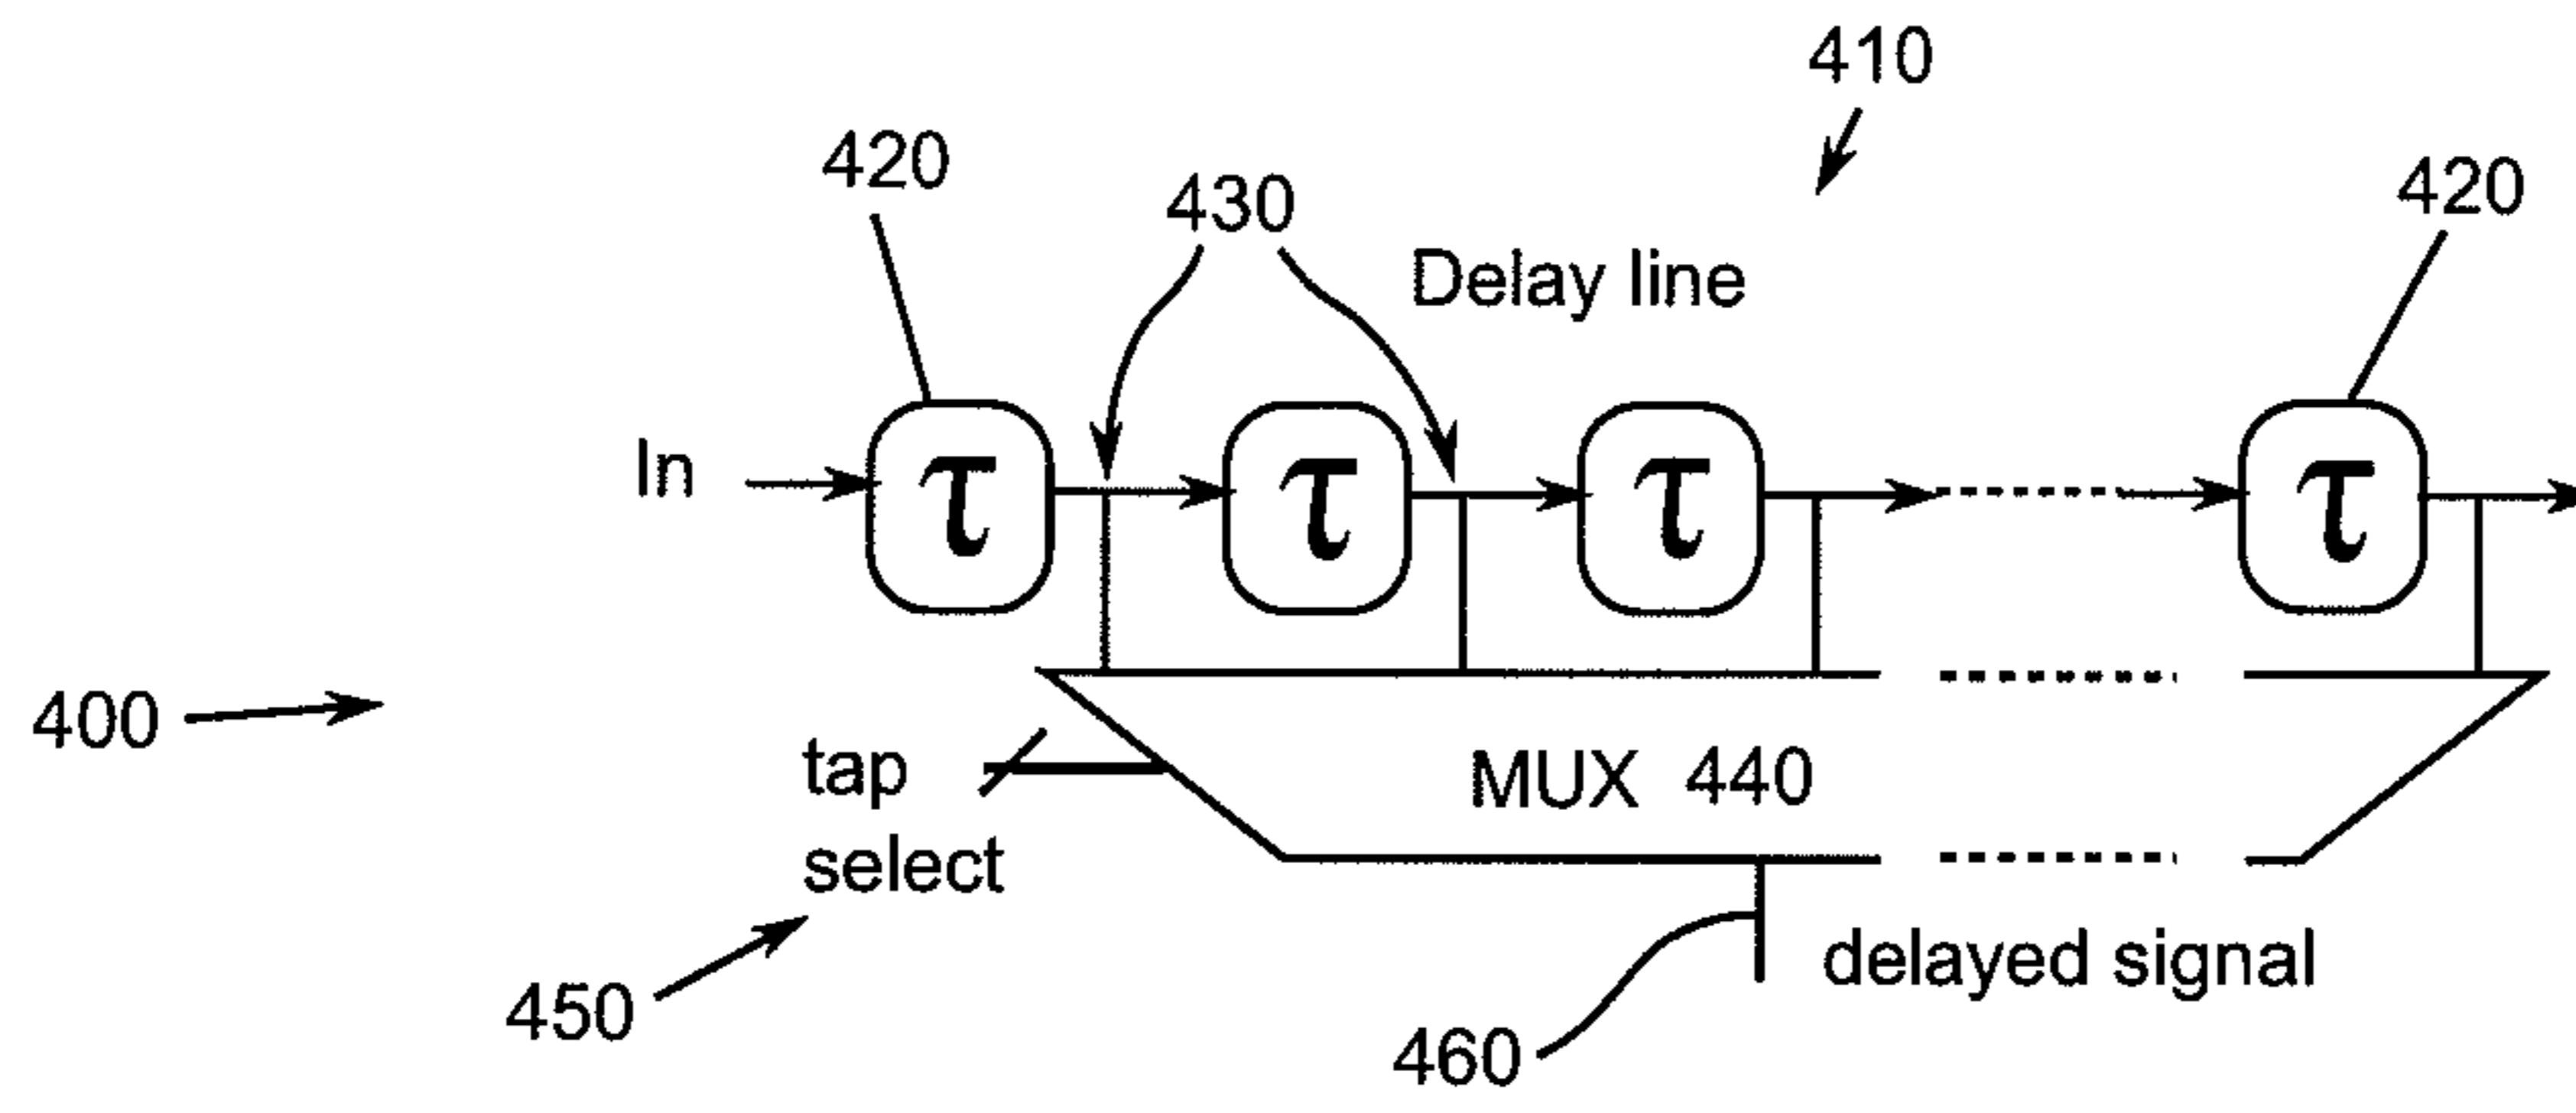 410
420
430
420
Delay line
In
τ τ τ τ
400
tap
select
MUX 440
delayed signal
450
460